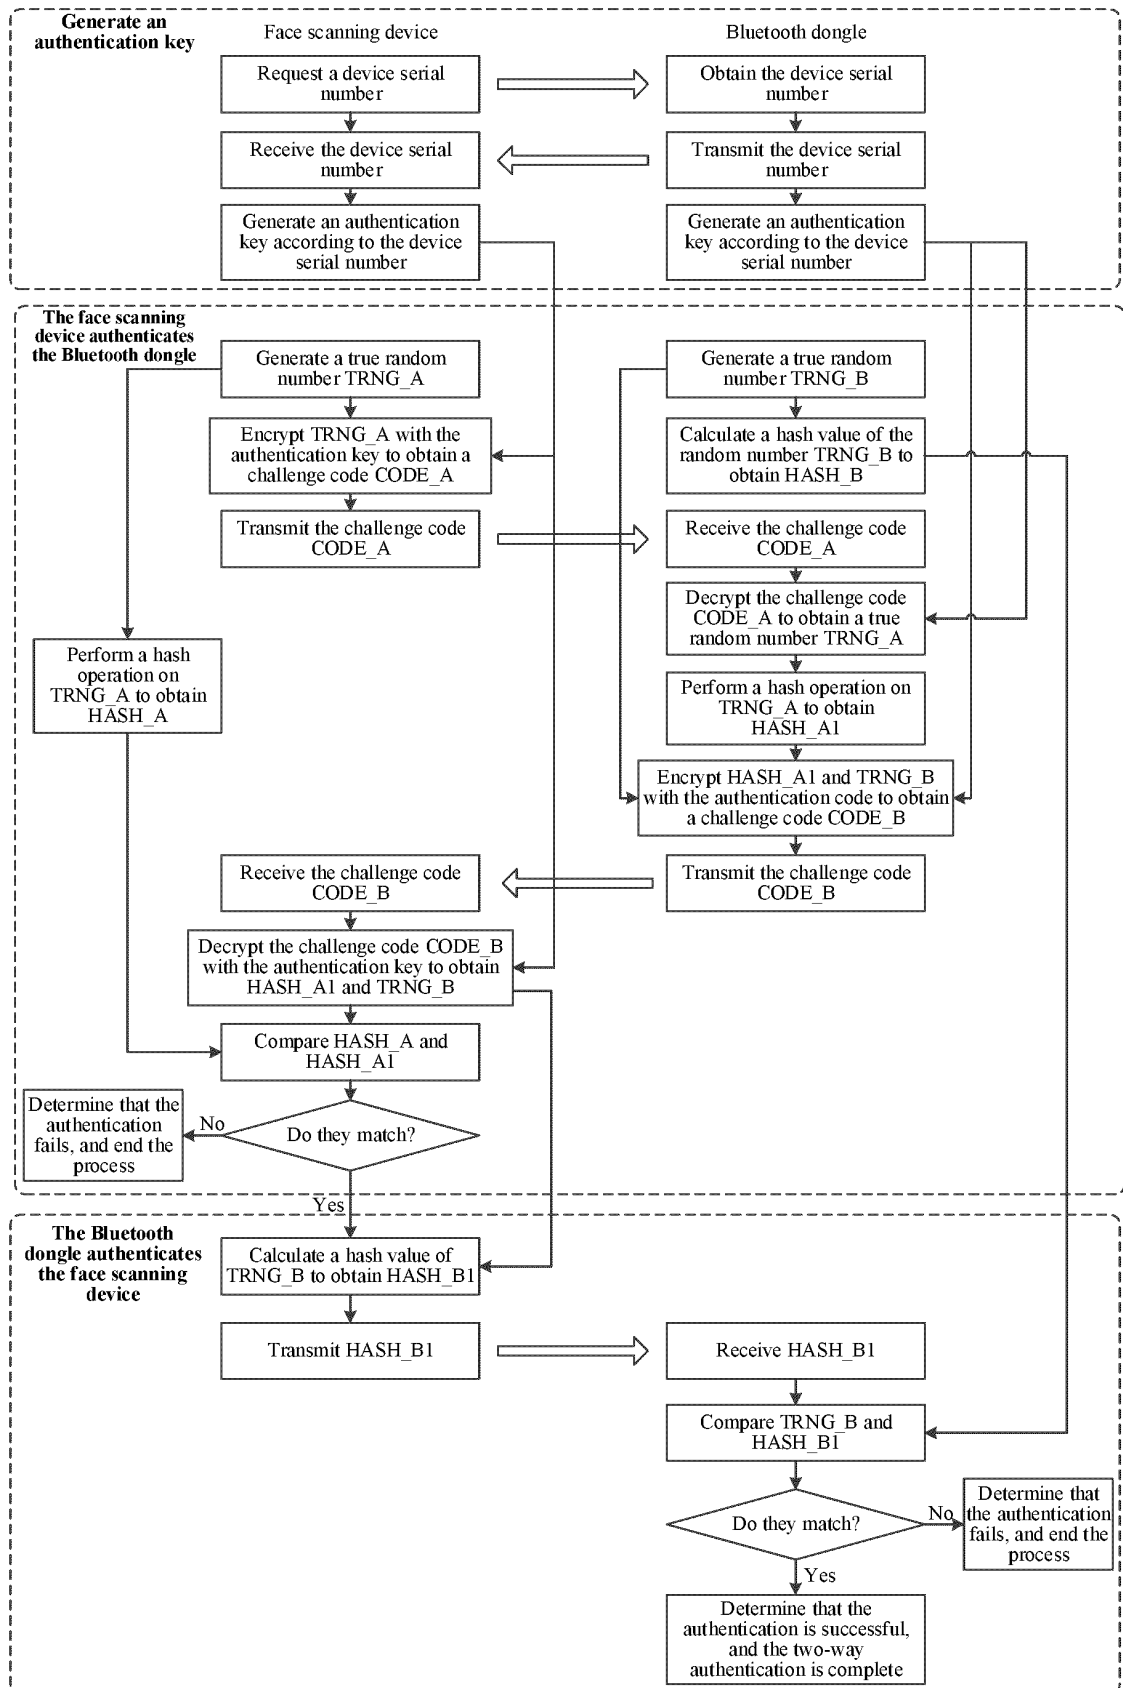 Generate an
authentication key
Face scanning device
Bluetooth dongle
Request a device serial
number
Obtain the device serial
number
Receive the device serial
number
Transmit the device serial
number
Generate an authentication
key according to the device
serial number
Generate an authentication
key according to the device
serial number
The face scanning
device authenticates
the Bluetooth dongle
Generate a true random
number TRNG_A
Generate a true random
number TRNG_B
Encrypt TRNG_A with the
authentication key to obtain a
challenge code CODE_A
Calculate a hash value of the
random number TRNG_B to
obtain HASH_B
Transmit the challenge code
CODE_A
Receive the challenge code
CODE_A
Decrypt the challenge code
CODE_A to obtain a true
random number TRNG_A
Perform a hash
operation on
TRNG_A to obtain
HASH_A
Perform a hash operation on
TRNG_A to obtain
HASH_A1
Encrypt HASH_A1 and TRNG_B
with the authentication code to obtain
a challenge code CODE_B
Receive the challenge code
CODE_B
Transmit the challenge code
CODE_B
Decrypt the challenge code CODE_B
with the authentication key to obtain
HASH_A1 and TRNG_B
Compare HASH_A and
HASH_A1
Determine that the
authentication
fails, and end the
process
No
Do they match?
Yes
The Bluetooth
dongle authenticates
the face scanning
device
Calculate a hash value of
TRNG_B to obtain HASH_B1
Transmit HASH_B1
Receive HASH_B1
Compare TRNG_B and
HASH_B1
Do they match?
No
Determine that
the authentication
fails, and end the
process
Yes
Determine that the
authentication is successful,
and the two-way
authentication is complete